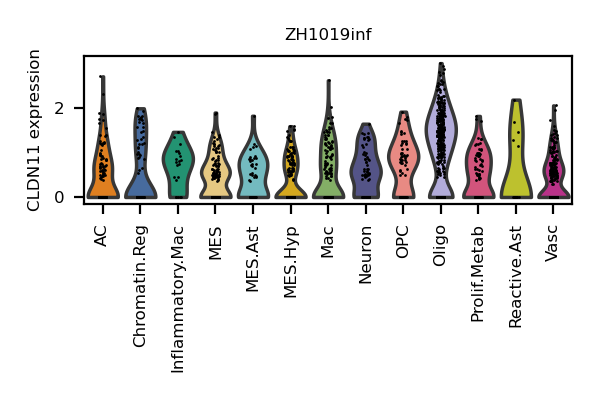 ZH1019inf
CLDN11 expression
2
0
AC
Chromatin.Reg
Inflammatory.Mac
MES
MES.Ast
MES.Hyp
Mac
Neuron
OPC
Oligo
Prolif.Metab
Reactive.Ast
Vasc